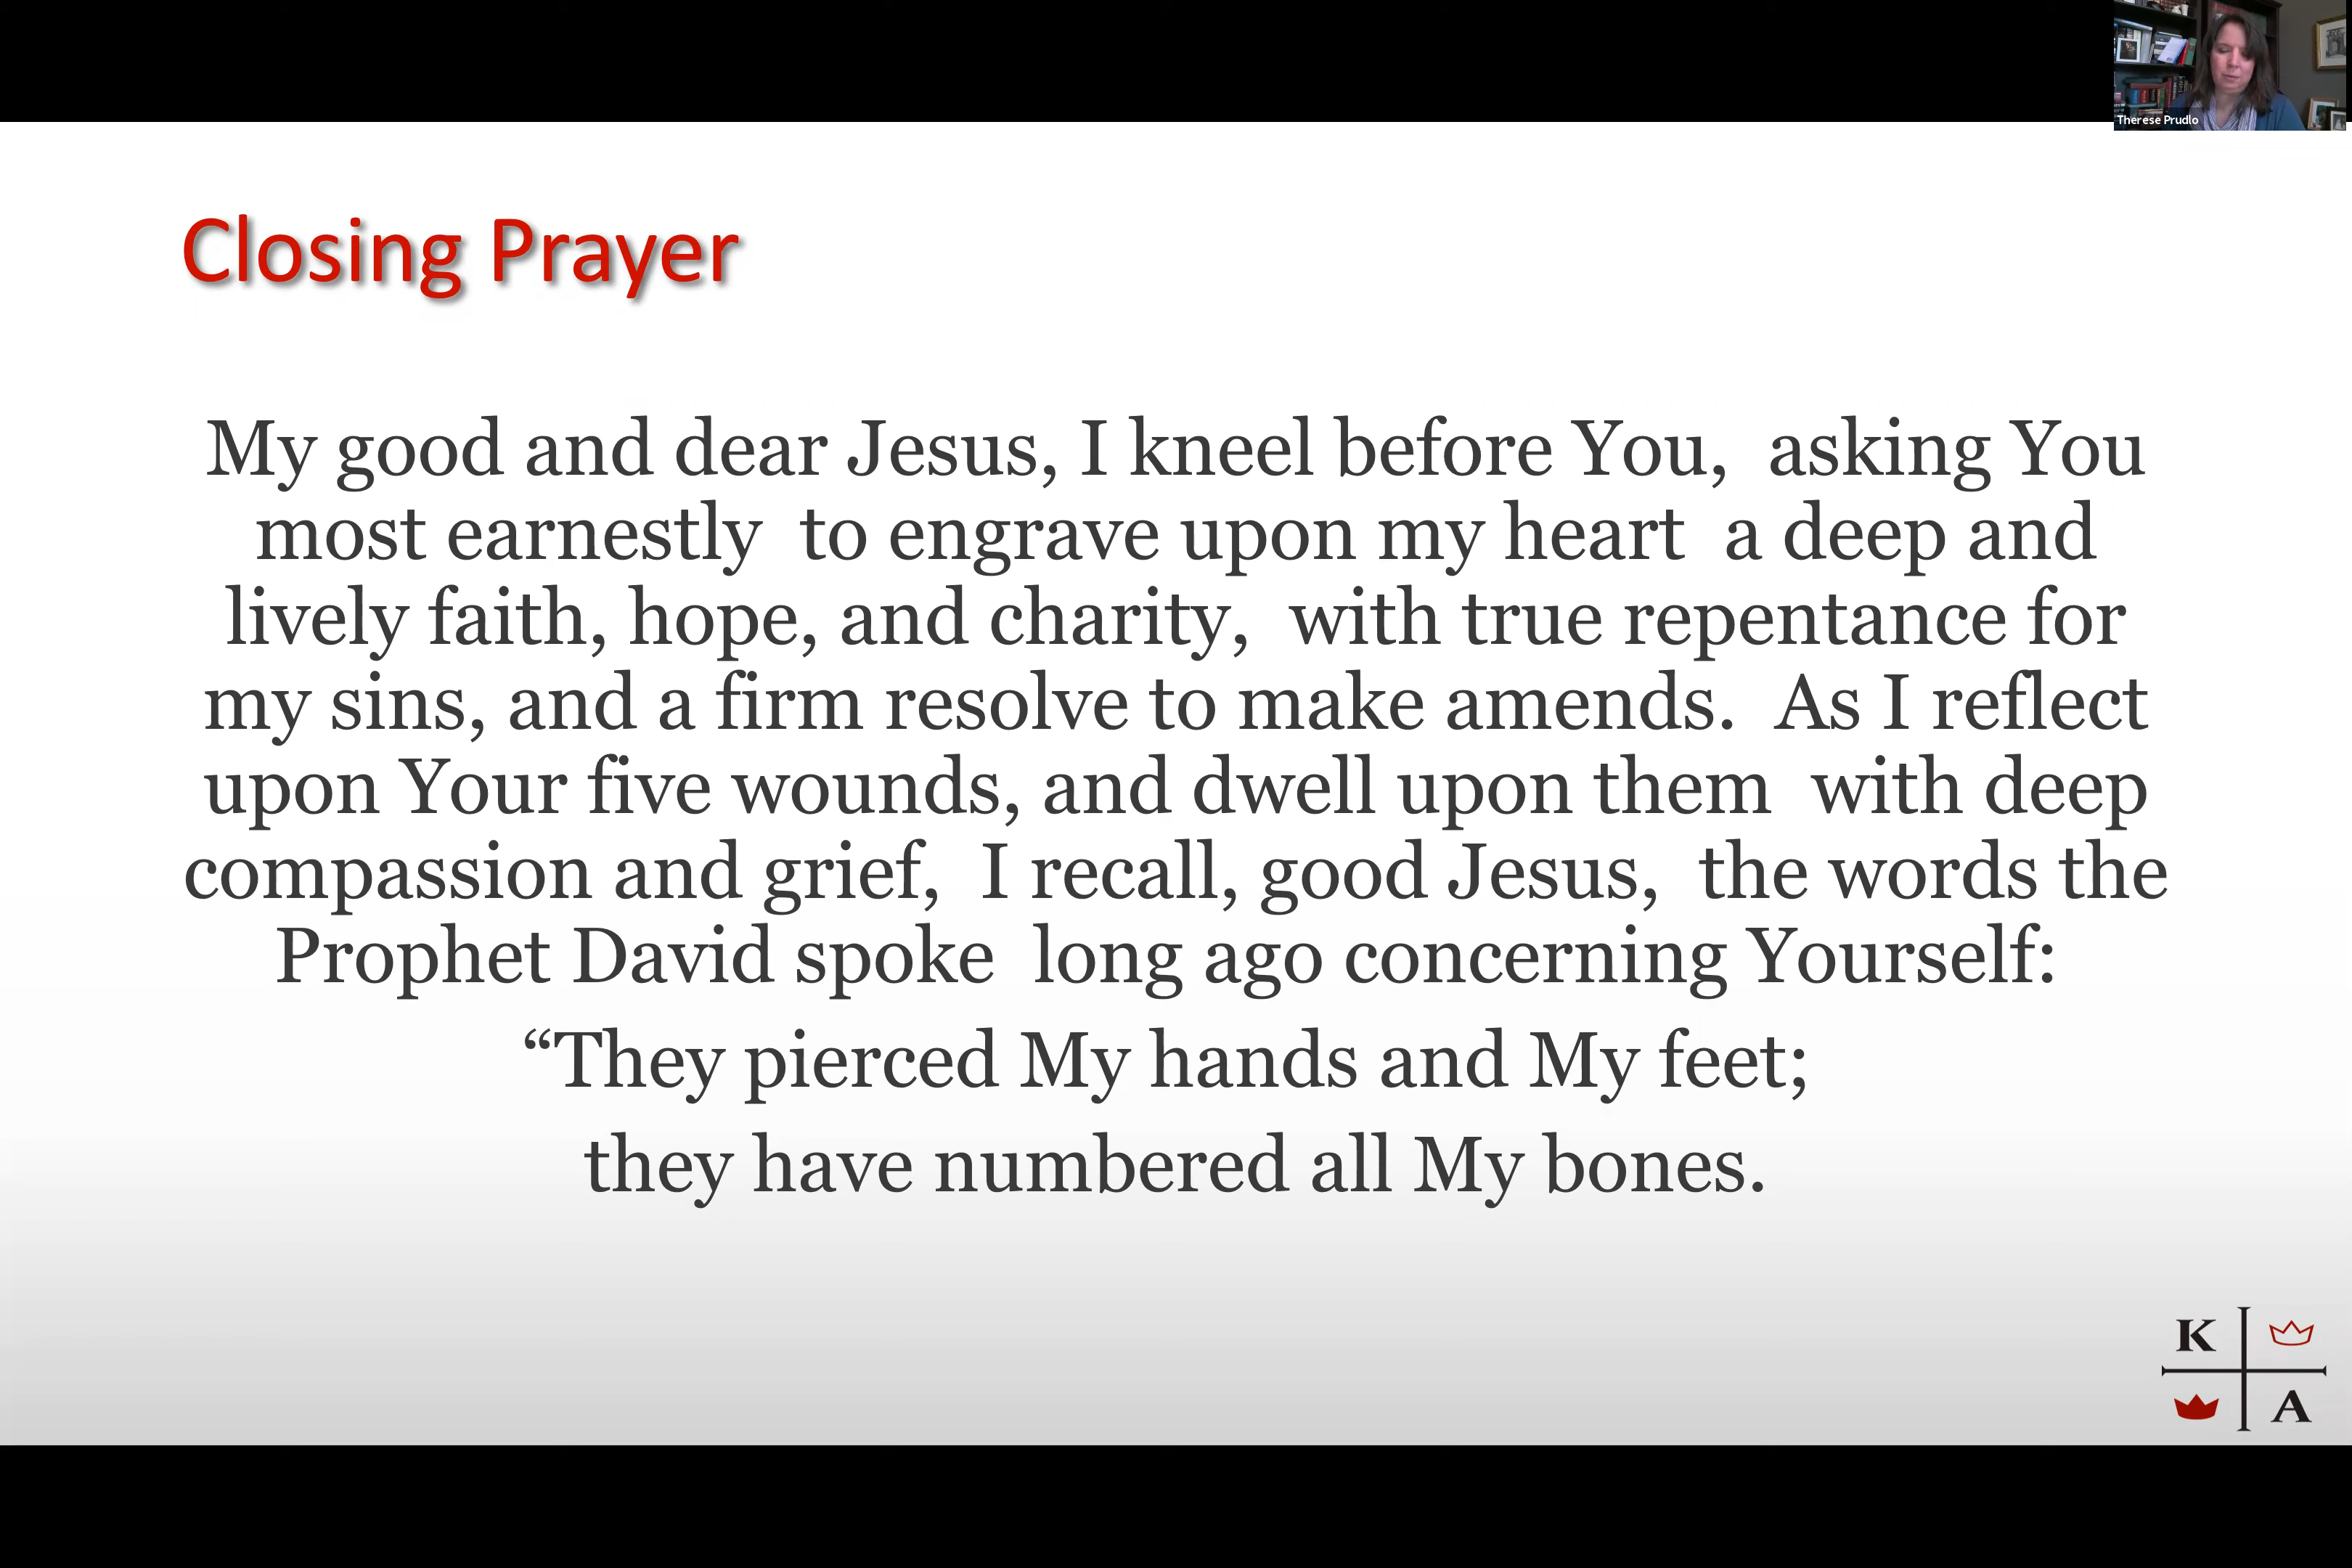 Therese Prudlo
Closing Prayer
My good and dear Jesus, I kneel before You,  asking You
most earnestly  to engrave upon my heart  a deep and
lively faith, hope, and charity,  with true repentance for
my sins, and a firm resolve to make amends.  As I reflect
upon Your five wounds, and dwell upon them  with deep
compassion and grief,  I recall, good Jesus,  the words the
Prophet David spoke  long ago concerning Yourself:
“They pierced My hands and My feet;
they have numbered all My bones.
K
A